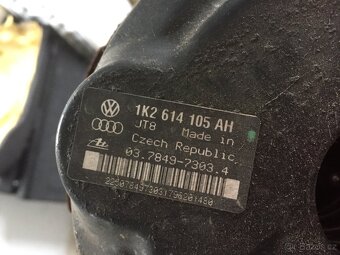 1K2 614 105 AH
JT8 Made in
Czech Republic
03.7849-7303.4